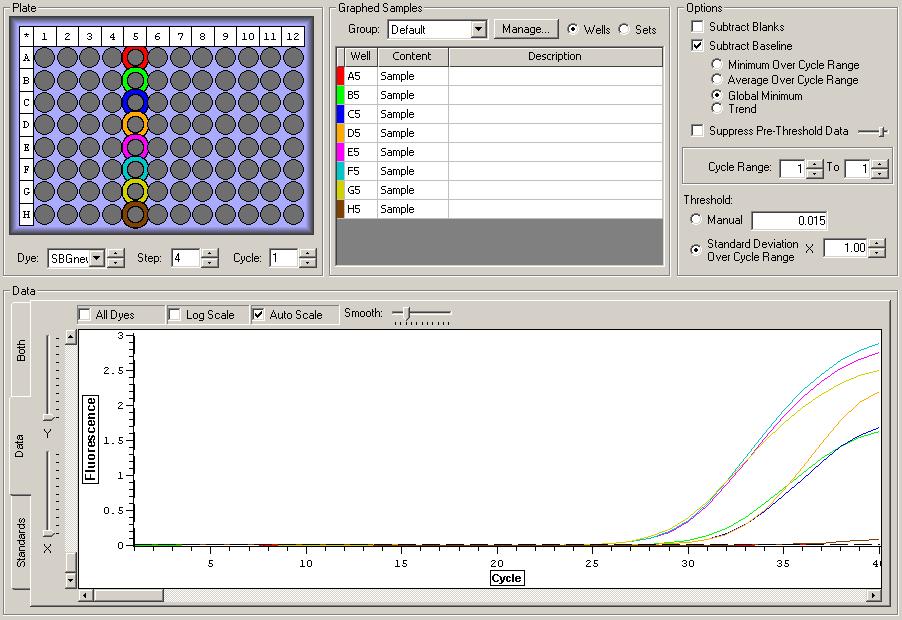 Plate
* 1 2 3 4 5 6 7 8 9 10 11 12
A
B
C
D
E
F
G
H
Dye: SBGnew Step: 4 Cycle: 1
Graphed Samples
Group: Default Manage... Wells Sets
Well Content Description
A5 Sample
B5 Sample
C5 Sample
D5 Sample
E5 Sample
F5 Sample
G5 Sample
H5 Sample
Options
Subtract Blanks
Subtract Baseline
Minimum Over Cycle Range
Average Over Cycle Range
Global Minimum
Trend
Suppress Pre-Threshold Data
Cycle Range: 1 To 1
Threshold:
Manual 0.015
Standard Deviation
Over Cycle Range X 1.00
Data
Both
Data
Standards
Y
X
All Dyes Log Scale Auto Scale Smooth:
Fluorescence
3
2.5
2
1.5
1
0.5
0
5 10 15 20 25 30 35 40
Cycle